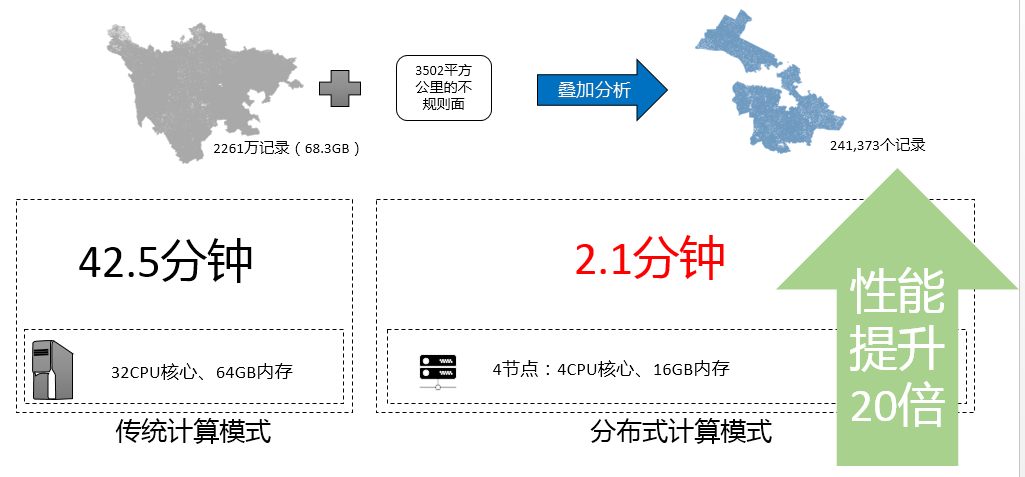 3502平方
公里的不
规则面
叠加分析
2261万记录（68.3GB）
241,373个记录
42.5分钟
2.1分钟
32CPU核心、64GB内存
4节点：4CPU核心、16GB内存
传统计算模式
分布式计算模式
性能
提升
20倍